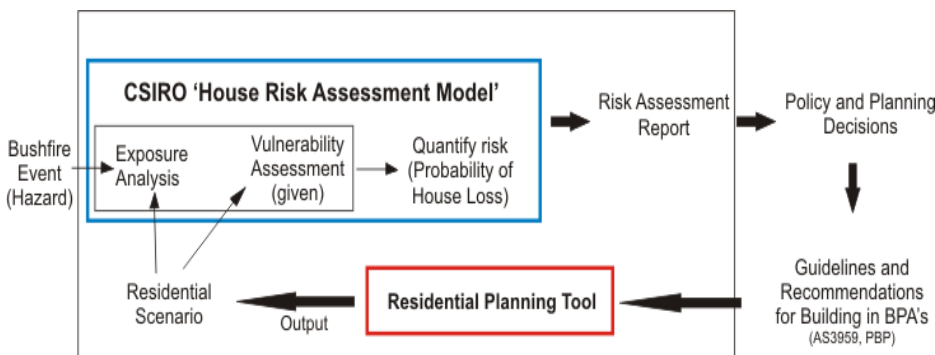 CSIRO ‘House Risk Assessment Model’
Bushfire
Event
(Hazard)
Exposure
Analysis
Vulnerability
Assessment
(given)
Quantify risk
(Probability of
House Loss)
Risk Assessment
Report
Policy and Planning
Decisions
Guidelines and
Recommendations
for Building in BPA’s
(AS3959, PBP)
Residential Planning Tool
Output
Residential
Scenario